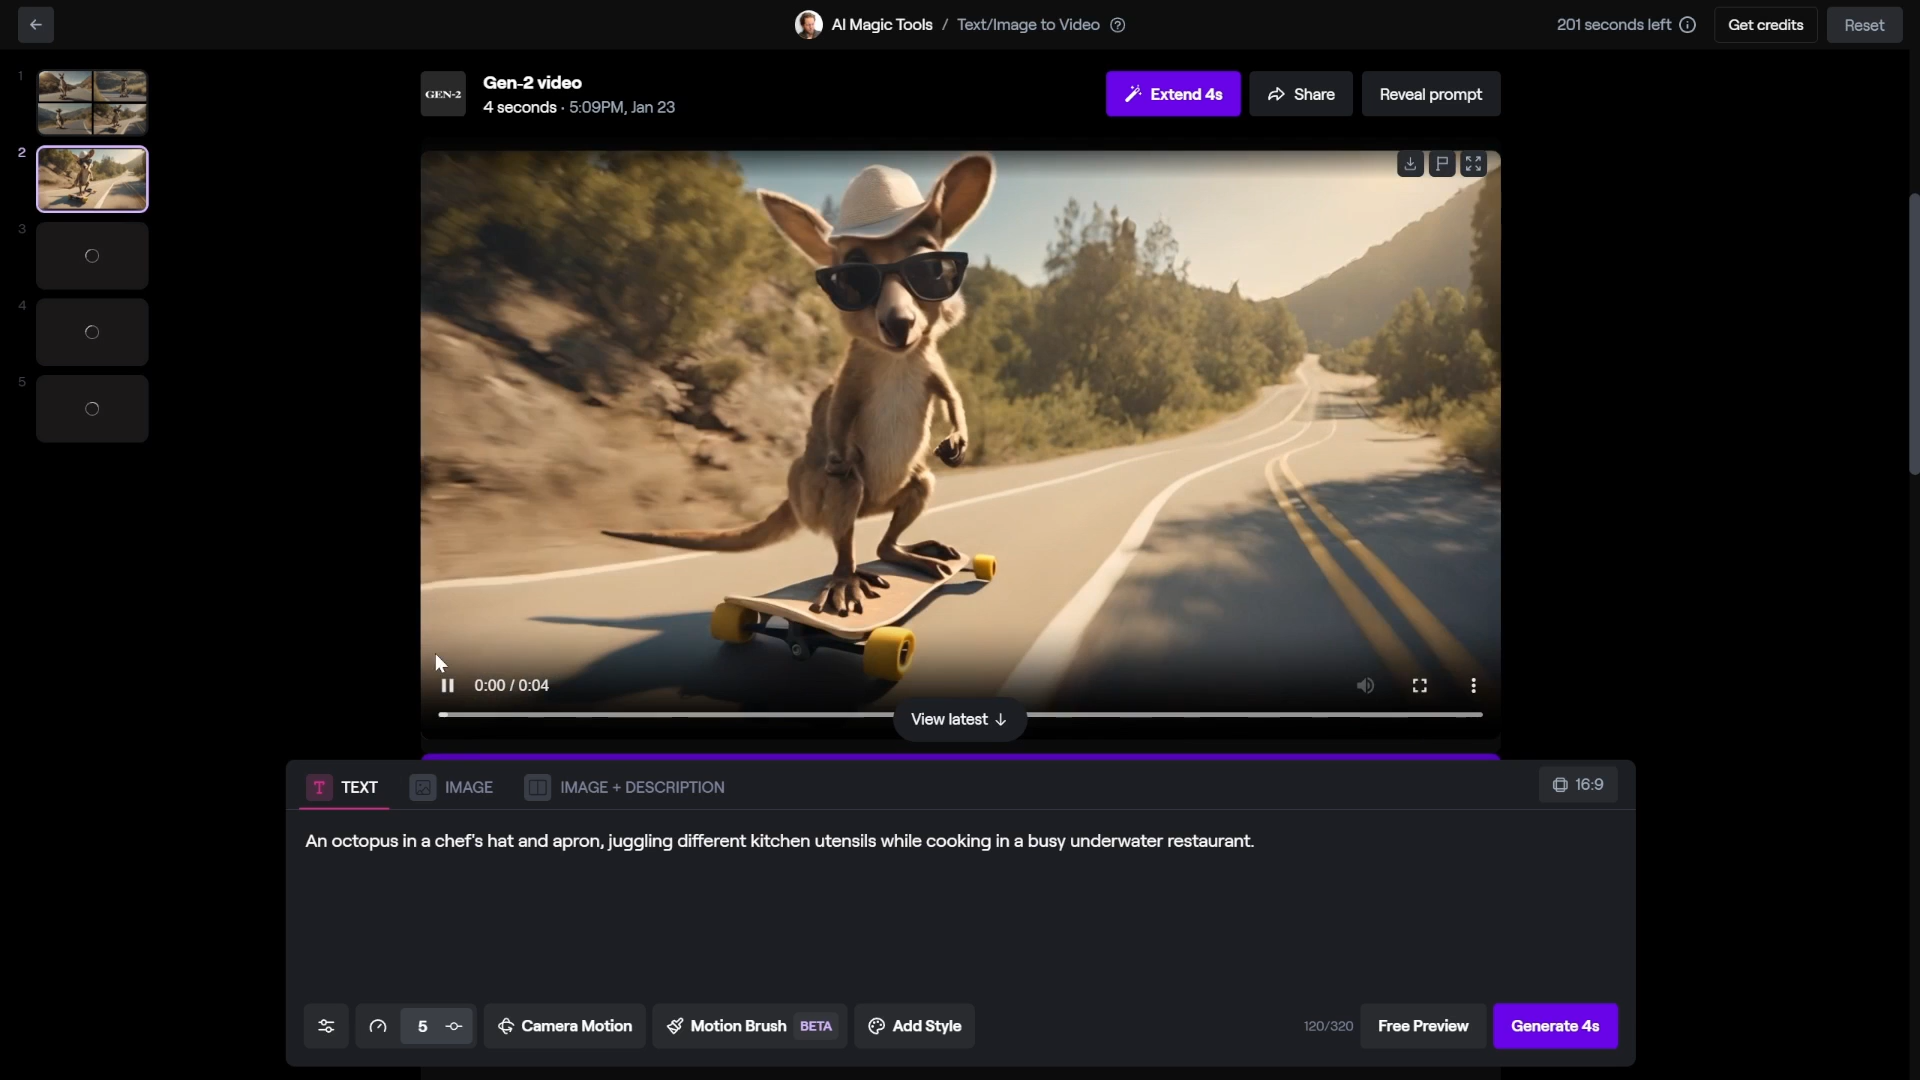 AI Magic Tools / Text/Image to Video
201 seconds left
Get credits
Reset
1
2
3
4
5
GEN-2
Gen-2 video
4 seconds · 5:09PM, Jan 23
Extend 4s
Share
Reveal prompt
0:00 / 0:04
View latest ↓
T TEXT
IMAGE
IMAGE + DESCRIPTION
16:9
An octopus in a chef's hat and apron, juggling different kitchen utensils while cooking in a busy underwater restaurant.
5
Camera Motion
Motion Brush BETA
Add Style
120/320
Free Preview
Generate 4s